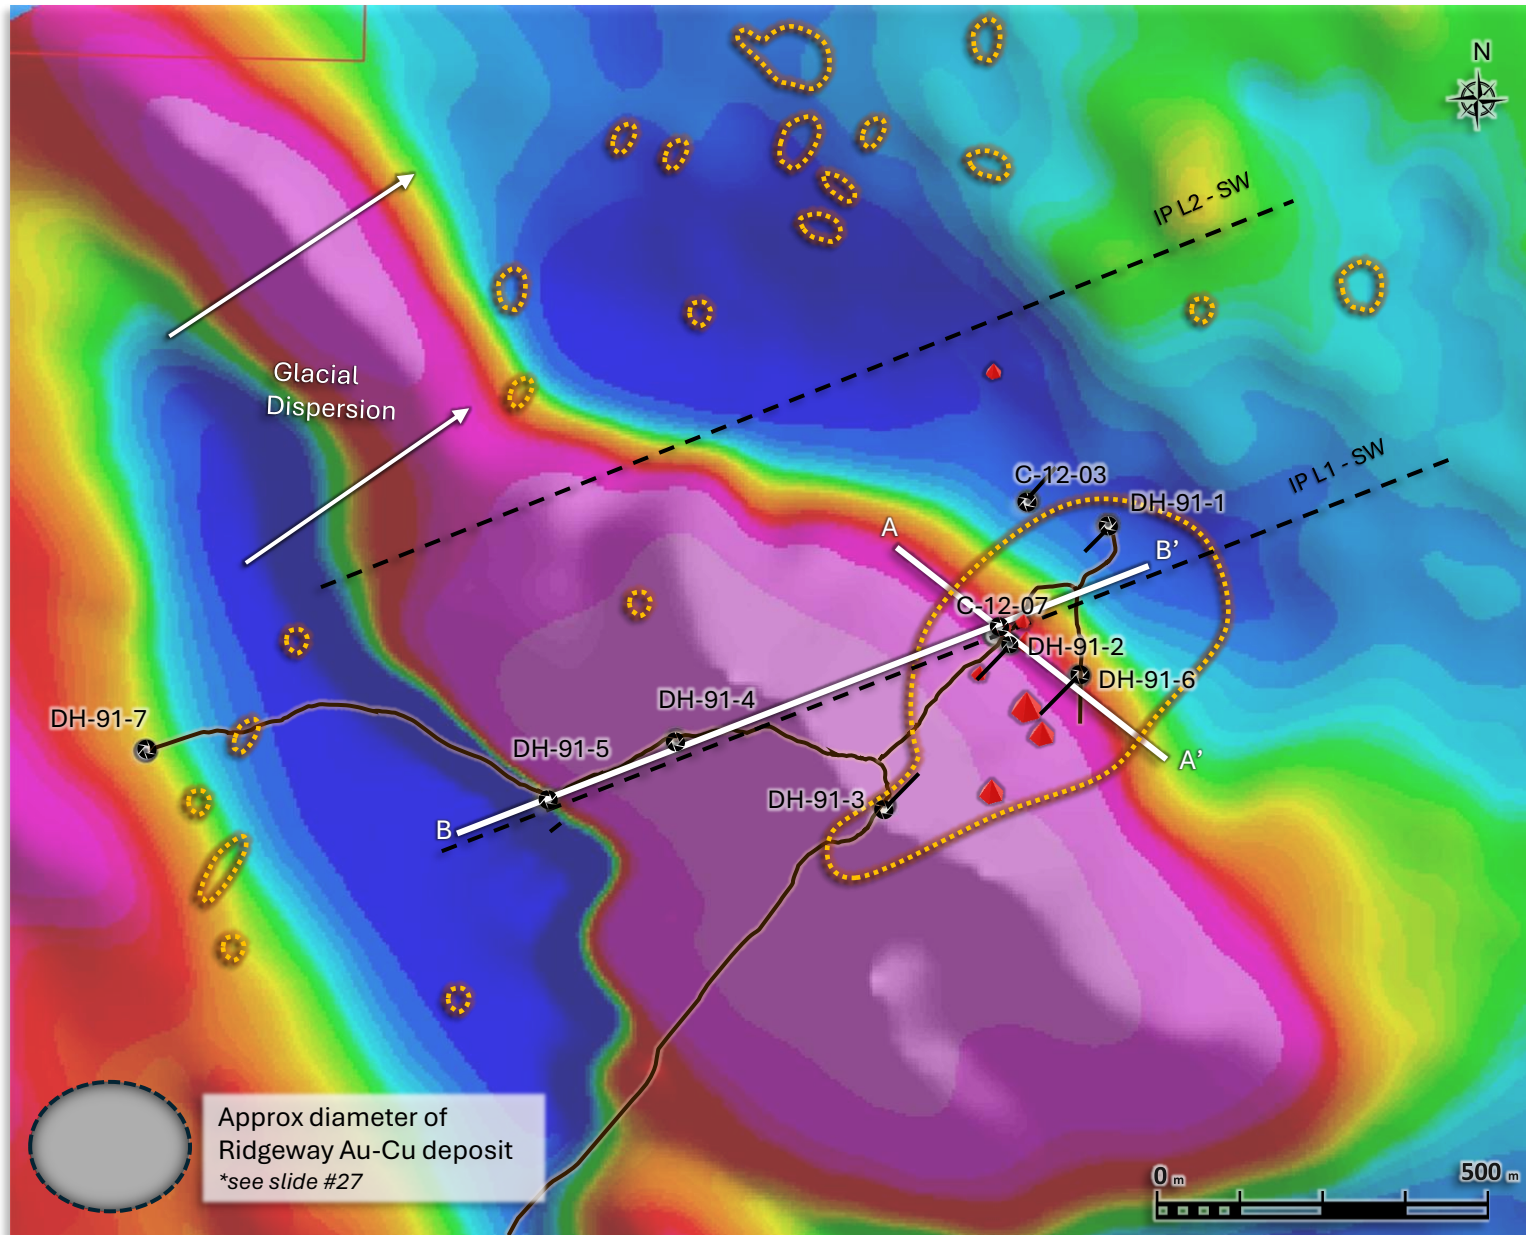 N
IP L2 - SW
Glacial
Dispersion
IP L1 - SW
C-12-03
DH-91-1
A
B’
C-12-07
DH-91-2
DH-91-6
DH-91-4
DH-91-7
DH-91-5
A’
DH-91-3
B
Approx diameter of
Ridgeway Au-Cu deposit
*see slide #27
0 m 500 m